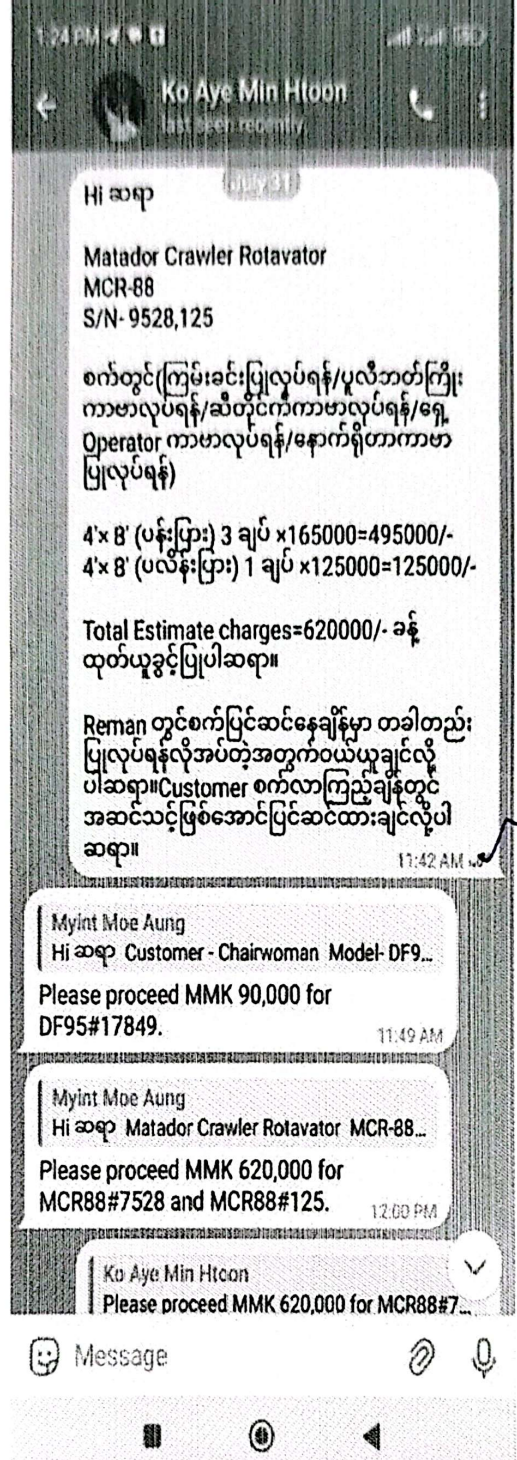 1:24 PM
Ko Aye Min Htoon
last seen recently
July 31
Hi ဆရာ
Matador Crawler Rotavator
MCR-88
S/N- 9528,125
စက်တွင်(ကြမ်းခင်းပြုလုပ်ရန်/ပူလီဘတ်ကြိုး
ကာဗာလုပ်ရန်/ဆီတိုင်ကီကာဗာလုပ်ရန်/ရှေ့
Operator ကာဗာလုပ်ရန်/နောက်ရိုတာကာဗာ
ပြုလုပ်ရန်)
4'× 8' (ပန်းပြား) 3 ချပ် ×165000=495000/-
4'× 8' (ပလိန်းပြား) 1 ချပ် ×125000=125000/-
Total Estimate charges=620000/- ခန့်
ထုတ်ယူခွင့်ပြုပါဆရာ။
Reman တွင်စက်ပြင်ဆင်နေချိန်မှာ တခါတည်း
ပြုလုပ်ရန်လိုအပ်တဲ့အတွက်ဝယ်ယူချင်လို့
ပါဆရာ။Customer စက်လာကြည့်ချိန်တွင်
အဆင်သင့်ဖြစ်အောင်ပြင်ဆင်ထားချင်လို့ပါ
ဆရာ။
11:42 AM
Myint Moe Aung
Hi ဆရာ Customer - Chairwoman Model- DF9...
Please proceed MMK 90,000 for
DF95#17849.
11:49 AM
Myint Moe Aung
Hi ဆရာ Matador Crawler Rotavator MCR-88...
Please proceed MMK 620,000 for
MCR88#7528 and MCR88#125.
12:00 PM
Ko Aye Min Htoon
Please proceed MMK 620,000 for MCR88#7...
Message